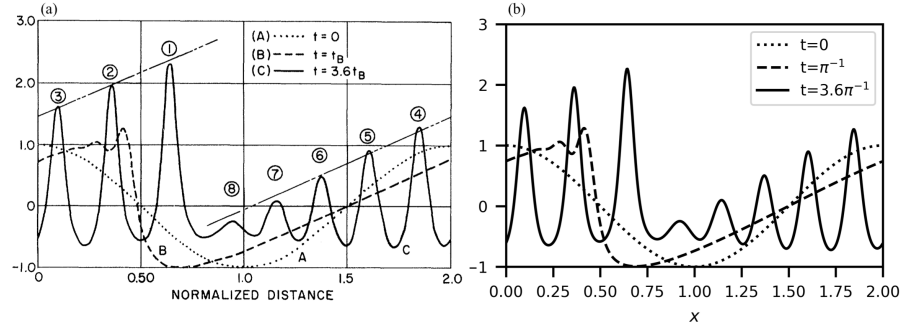 (a)
3.0
(A) ········ t = 0
(B) ------ t = t_B
(C) —— t = 3.6 t_B
①
②
2.0
③
④
1.0
⑤
⑥
⑦
⑧
0
B
A
C
-1.0
0
0.50
1.0
1.5
2.0
NORMALIZED DISTANCE
(b)
3
t=0
t=π⁻¹
t=3.6π⁻¹
2
1
0
−1
0.00
0.25
0.50
0.75
1.00
1.25
1.50
1.75
2.00
x